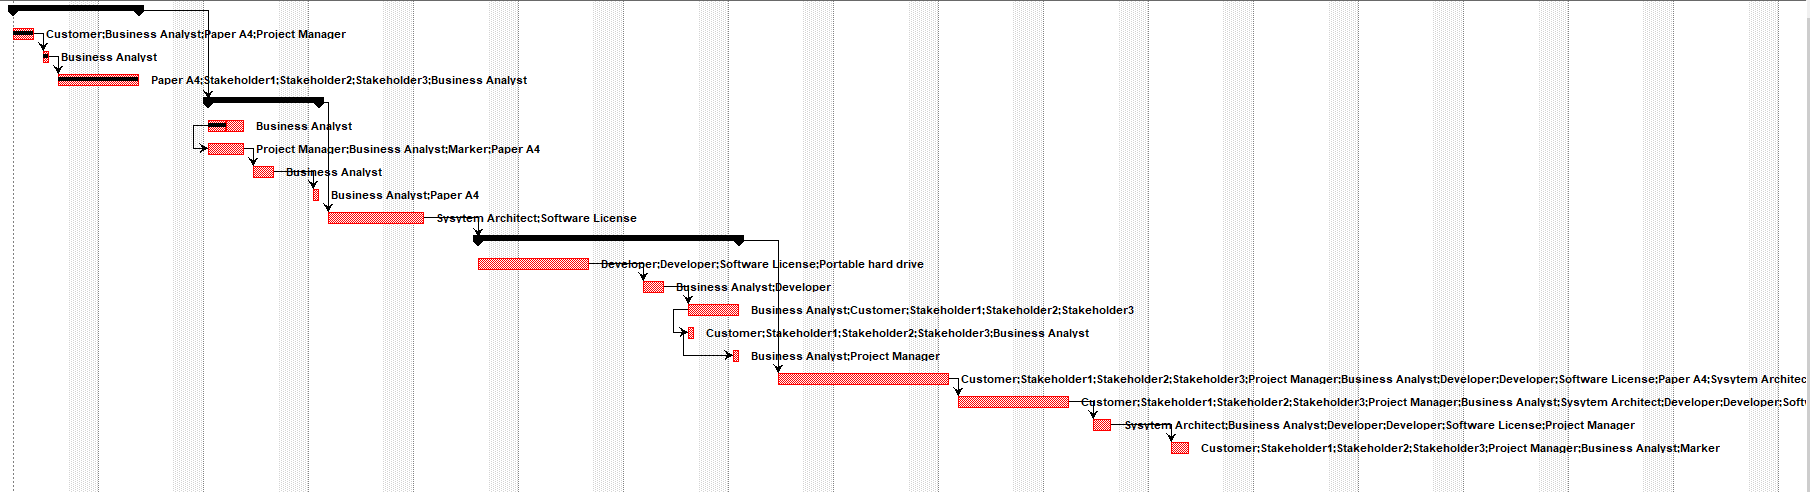 Customer;Business Analyst;Paper A4;Project Manager
Business Analyst
Paper A4;Stakeholder1;Stakeholder2;Stakeholder3;Business Analyst
Business Analyst
Project Manager;Business Analyst;Marker;Paper A4
Business Analyst
Business Analyst;Paper A4
Sysytem Architect;Software License
Developer;Developer;Software License;Portable hard drive
Business Analyst;Developer
Business Analyst;Customer;Stakeholder1;Stakeholder2;Stakeholder3
Customer;Stakeholder1;Stakeholder2;Stakeholder3;Business Analyst
Business Analyst;Project Manager
Customer;Stakeholder1;Stakeholder2;Stakeholder3;Project Manager;Business Analyst;Developer;Developer;Software License;Paper A4;Sysytem Architec
Customer;Stakeholder1;Stakeholder2;Stakeholder3;Project Manager;Business Analyst;Sysytem Architect;Developer;Developer;Soft
Sysytem Architect;Business Analyst;Developer;Developer;Software License;Project Manager
Customer;Stakeholder1;Stakeholder2;Stakeholder3;Project Manager;Business Analyst;Marker